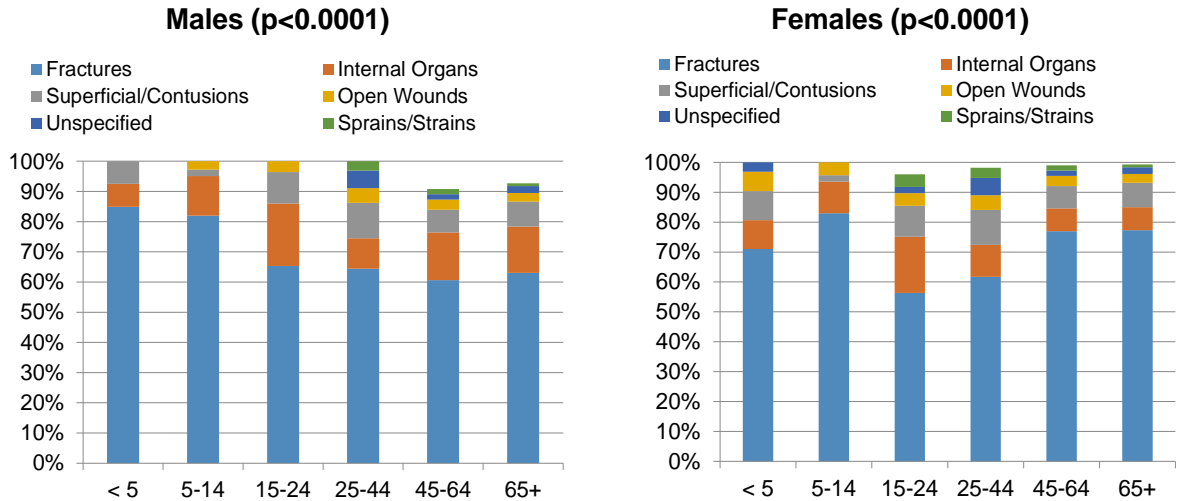 Males (p<0.0001)
Fractures Internal Organs
Superficial/Contusions Open Wounds
Unspecified Sprains/Strains
100%
90%
80%
70%
60%
50%
40%
30%
20%
10%
0%
< 5 5-14 15-24 25-44 45-64 65+
Females (p<0.0001)
Fractures Internal Organs
Superficial/Contusions Open Wounds
Unspecified Sprains/Strains
100%
90%
80%
70%
60%
50%
40%
30%
20%
10%
0%
< 5 5-14 15-24 25-44 45-64 65+